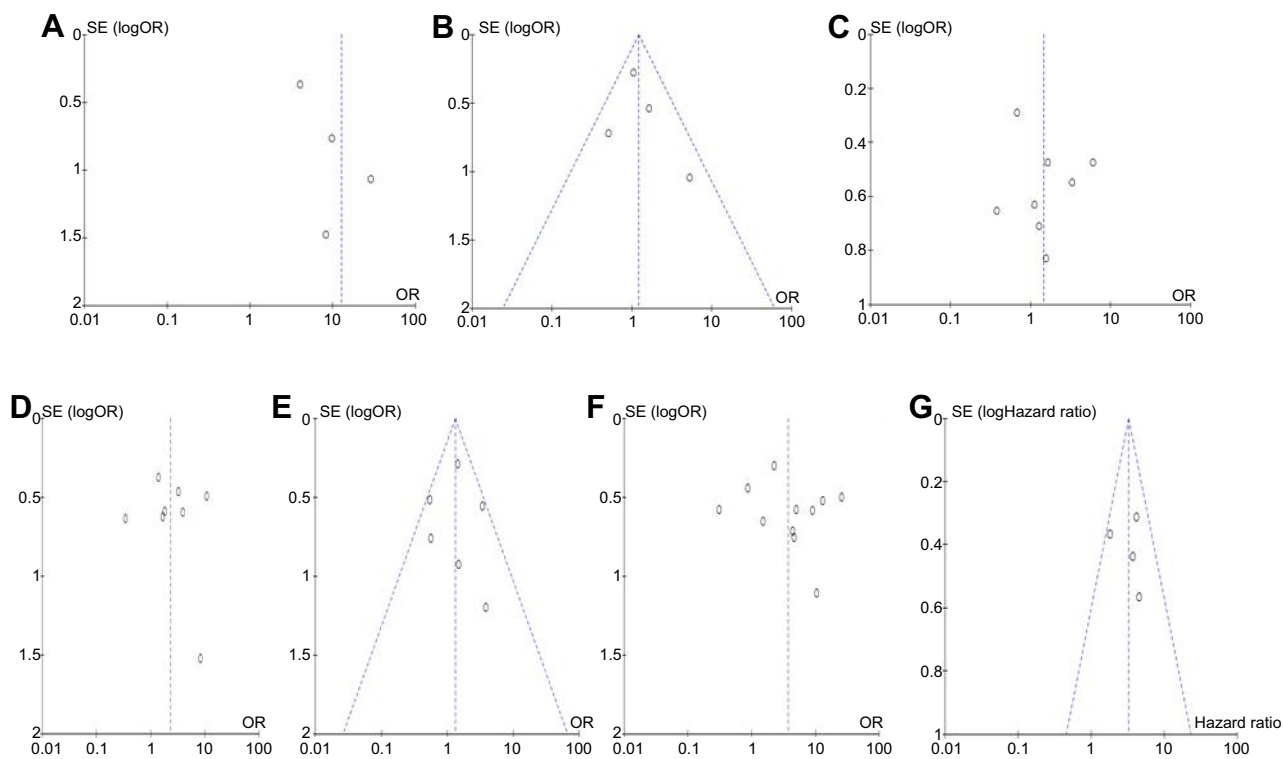 A SE (logOR)
0
0.5
1
1.5
2
OR
0.01 0.1 1 10 100
B SE (logOR)
0
0.5
1
1.5
2
OR
0.01 0.1 1 10 100
C SE (logOR)
0
0.2
0.4
0.6
0.8
1
OR
0.01 0.1 1 10 100
D SE (logOR)
0
0.5
1
1.5
2
OR
0.01 0.1 1 10 100
E SE (logOR)
0
0.5
1
1.5
2
OR
0.01 0.1 1 10 100
F SE (logOR)
0
0.5
1
1.5
2
OR
0.01 0.1 1 10 100
G SE (logHazard ratio)
0
0.2
0.4
0.6
0.8
1
Hazard ratio
0.01 0.1 1 10 100